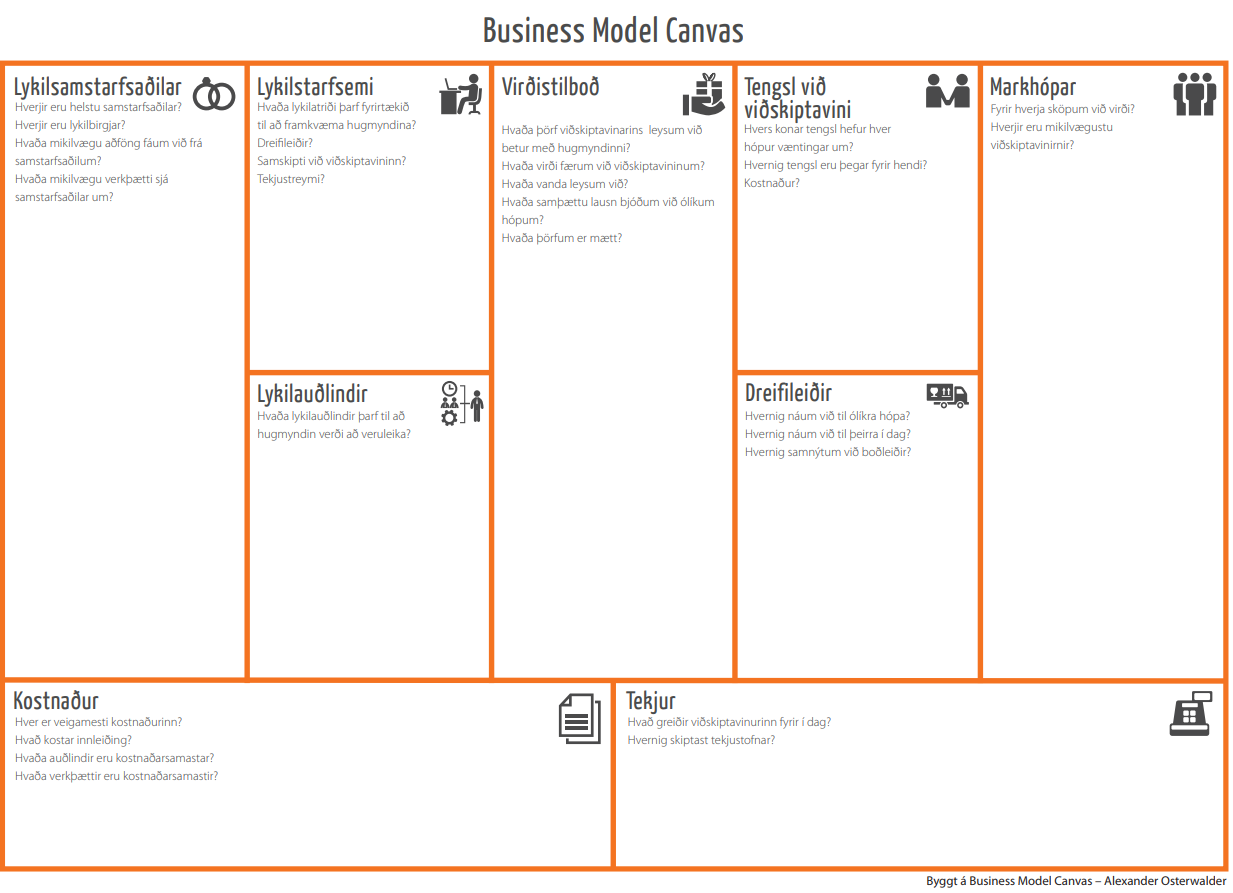 Business Model Canvas
Lykilsamstarfsaðilar
Hverjir eru helstu samstarfsaðilar?
Hverjir eru lykilbirgjar?
Hvaða mikilvægu aðföng fáum við frá
samstarfsaðilum?
Hvaða mikilvægu verkþætti sjá
samstarfsaðilar um?
Lykilstarfsemi
Hvaða lykilatriði þarf fyrirtækið
til að framkvæma hugmyndina?
Dreifileiðir?
Samskipti við viðskiptavininn?
Tekjustreymi?
Lykilauðlindir
Hvaða lykilauðlindir þarf til að
hugmyndin verði að veruleika?
Virðistilboð
Hvaða þörf viðskiptavinarins leysum við
betur með hugmyndinni?
Hvaða virði færum við viðskiptavininum?
Hvaða vanda leysum við?
Hvaða samþættu lausn bjóðum við ólíkum
hópum?
Hvaða þörfum er mætt?
Tengsl við
viðskiptavini
Hvers konar tengsl hefur hver
hópur væntingar um?
Hvernig tengsl eru þegar fyrir hendi?
Kostnaður?
Dreifileiðir
Hvernig náum við til ólíkra hópa?
Hvernig náum við til þeirra í dag?
Hvernig samnýtum við boðleiðir?
Markhópar
Fyrir hverja sköpum við virði?
Hverjir eru mikilvægustu
viðskiptavinirnir?
Kostnaður
Hver er veigamesti kostnaðurinn?
Hvað kostar innleiðing?
Hvaða auðlindir eru kostnaðarsamastar?
Hvaða verkþættir eru kostnaðarsamastir?
Tekjur
Hvað greiðir viðskiptavinurinn fyrir í dag?
Hvernig skiptast tekjustofnar?
Byggt á Business Model Canvas – Alexander Osterwalder